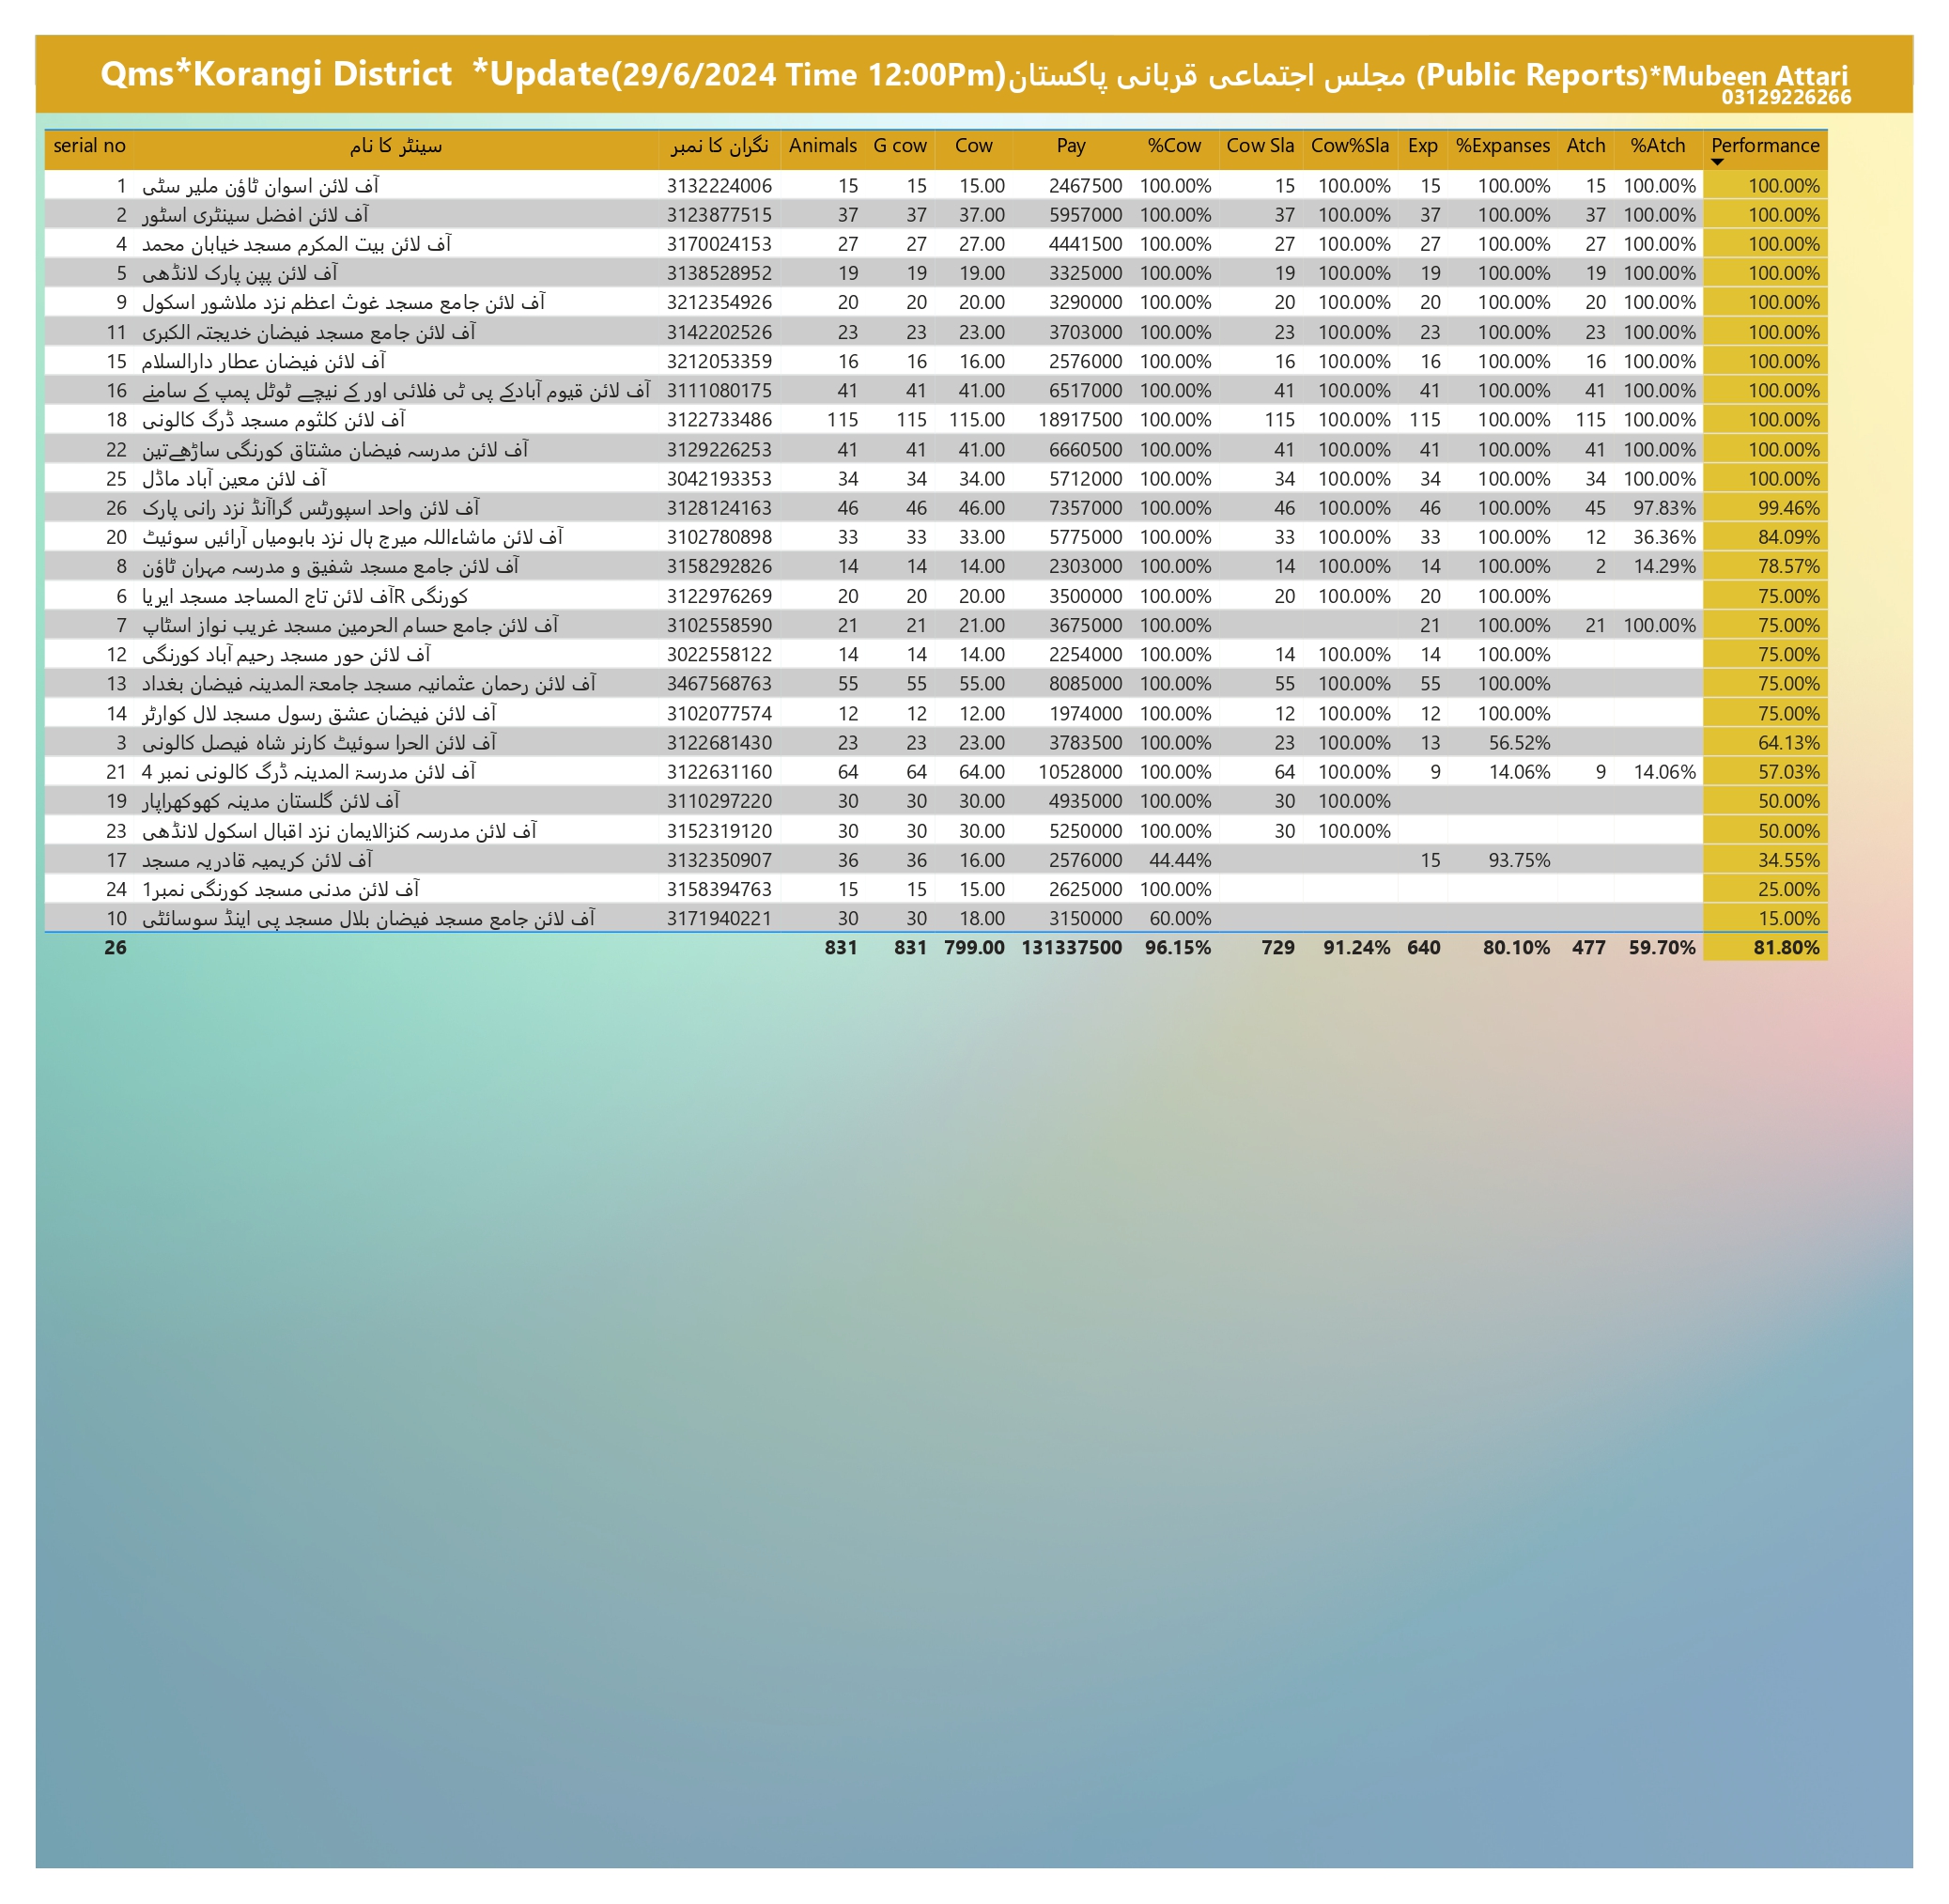 Qms*Korangi District *Update(29/6/2024 Time 12:00Pm)مجلس اجتماعی قربانی پاکستان (Public Reports)*Mubeen Attari
03129226266
serial no سینٹر کا نام نگران کا نمبر Animals G cow Cow Pay %Cow Cow Sla Cow%Sla Exp %Expanses Atch %Atch Performance
1 آف لائن اسوان ٹاؤن ملیر سٹی 3132224006 15 15 15.00 2467500 100.00% 15 100.00% 15 100.00% 15 100.00% 100.00%
2 آف لائن افضل سینٹری اسٹور 3123877515 37 37 37.00 5957000 100.00% 37 100.00% 37 100.00% 37 100.00% 100.00%
4 آف لائن بیت المکرم مسجد خیابان محمد 3170024153 27 27 27.00 4441500 100.00% 27 100.00% 27 100.00% 27 100.00% 100.00%
5 آف لائن پپن پارک لانڈھی 3138528952 19 19 19.00 3325000 100.00% 19 100.00% 19 100.00% 19 100.00% 100.00%
9 آف لائن جامع مسجد غوث اعظم نزد ملاشور اسکول 3212354926 20 20 20.00 3290000 100.00% 20 100.00% 20 100.00% 20 100.00% 100.00%
11 آف لائن جامع مسجد فیضان خدیجتہ الکبری 3142202526 23 23 23.00 3703000 100.00% 23 100.00% 23 100.00% 23 100.00% 100.00%
15 آف لائن فیضان عطار دارالسلام 3212053359 16 16 16.00 2576000 100.00% 16 100.00% 16 100.00% 16 100.00% 100.00%
16 آف لائن قیوم آبادکے پی ٹی فلائی اور کے نیچے ٹوٹل پمپ کے سامنے 3111080175 41 41 41.00 6517000 100.00% 41 100.00% 41 100.00% 41 100.00% 100.00%
18 آف لائن کلثوم مسجد ڈرگ کالونی 3122733486 115 115 115.00 18917500 100.00% 115 100.00% 115 100.00% 115 100.00% 100.00%
22 آف لائن مدرسہ فیضان مشتاق کورنگی ساڑھےتین 3129226253 41 41 41.00 6660500 100.00% 41 100.00% 41 100.00% 41 100.00% 100.00%
25 آف لائن معین آباد ماڈل 3042193353 34 34 34.00 5712000 100.00% 34 100.00% 34 100.00% 34 100.00% 100.00%
26 آف لائن واحد اسپورٹس گراآنڈ نزد رانی پارک 3128124163 46 46 46.00 7357000 100.00% 46 100.00% 46 100.00% 45 97.83% 99.46%
20 آف لائن ماشاءاللہ میرج ہال نزد بابومیاں آرائیں سوئیٹ 3102780898 33 33 33.00 5775000 100.00% 33 100.00% 33 100.00% 12 36.36% 84.09%
8 آف لائن جامع مسجد شفیق و مدرسہ مہران ٹاؤن 3158292826 14 14 14.00 2303000 100.00% 14 100.00% 14 100.00% 2 14.29% 78.57%
6 آف لائن تاج المساجد مسجد ایریاR کورنگی 3122976269 20 20 20.00 3500000 100.00% 20 100.00% 20 100.00% 75.00%
7 آف لائن جامع حسام الحرمین مسجد غریب نواز اسٹاپ 3102558590 21 21 21.00 3675000 100.00% 21 100.00% 21 100.00% 75.00%
12 آف لائن حور مسجد رحیم آباد کورنگی 3022558122 14 14 14.00 2254000 100.00% 14 100.00% 14 100.00% 75.00%
13 آف لائن رحمان عثمانیہ مسجد جامعۃ المدینہ فیضان بغداد 3467568763 55 55 55.00 8085000 100.00% 55 100.00% 55 100.00% 75.00%
14 آف لائن فیضان عشق رسول مسجد لال کوارٹر 3102077574 12 12 12.00 1974000 100.00% 12 100.00% 12 100.00% 75.00%
3 آف لائن الحرا سوئیٹ کارنر شاہ فیصل کالونی 3122681430 23 23 23.00 3783500 100.00% 23 100.00% 13 56.52% 64.13%
21 آف لائن مدرسۃ المدینہ ڈرگ کالونی نمبر 4 3122631160 64 64 64.00 10528000 100.00% 64 100.00% 9 14.06% 9 14.06% 57.03%
19 آف لائن گلستان مدینہ کھوکھراپار 3110297220 30 30 30.00 4935000 100.00% 30 100.00% 50.00%
23 آف لائن مدرسہ کنزالایمان نزد اقبال اسکول لانڈھی 3152319120 30 30 30.00 5250000 100.00% 30 100.00% 50.00%
17 آف لائن کریمیہ قادریہ مسجد 3132350907 36 36 16.00 2576000 44.44% 15 93.75% 34.55%
24 آف لائن مدنی مسجد کورنگی نمبر1 3158394763 15 15 15.00 2625000 100.00% 25.00%
10 آف لائن جامع مسجد فیضان بلال مسجد پی اینڈ سوسائٹی 3171940221 30 30 18.00 3150000 60.00% 15.00%
26 831 831 799.00 131337500 96.15% 729 91.24% 640 80.10% 477 59.70% 81.80%